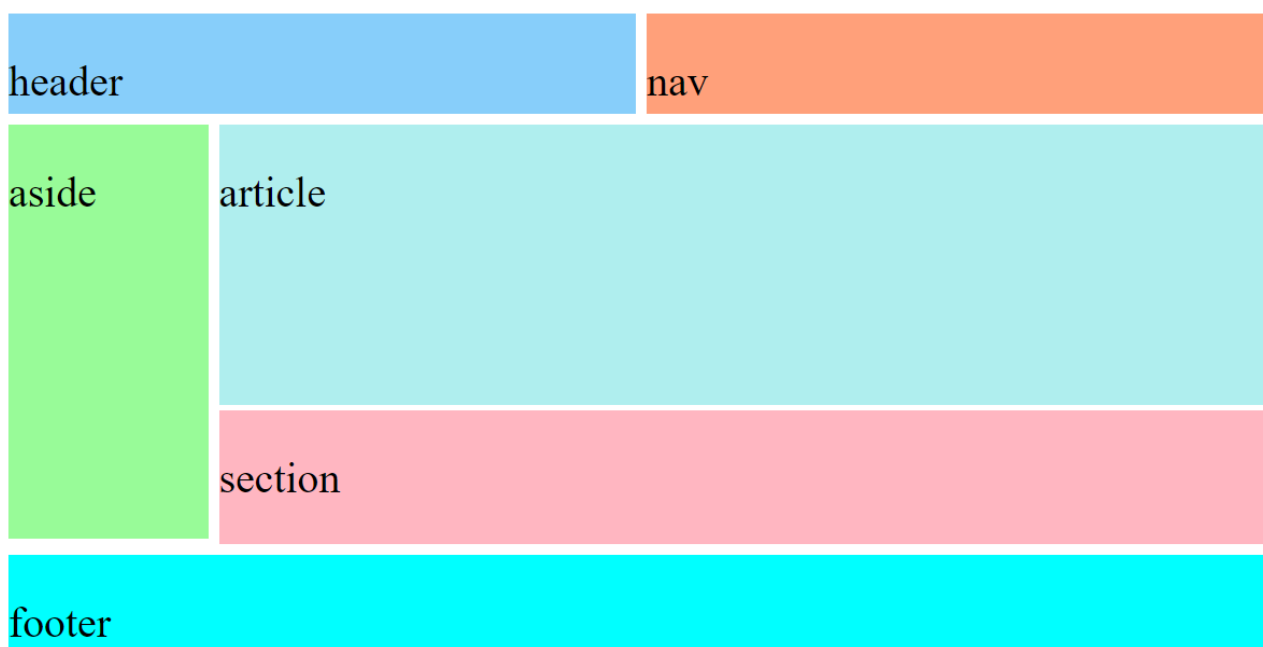 header
nav
aside
article
section
footer